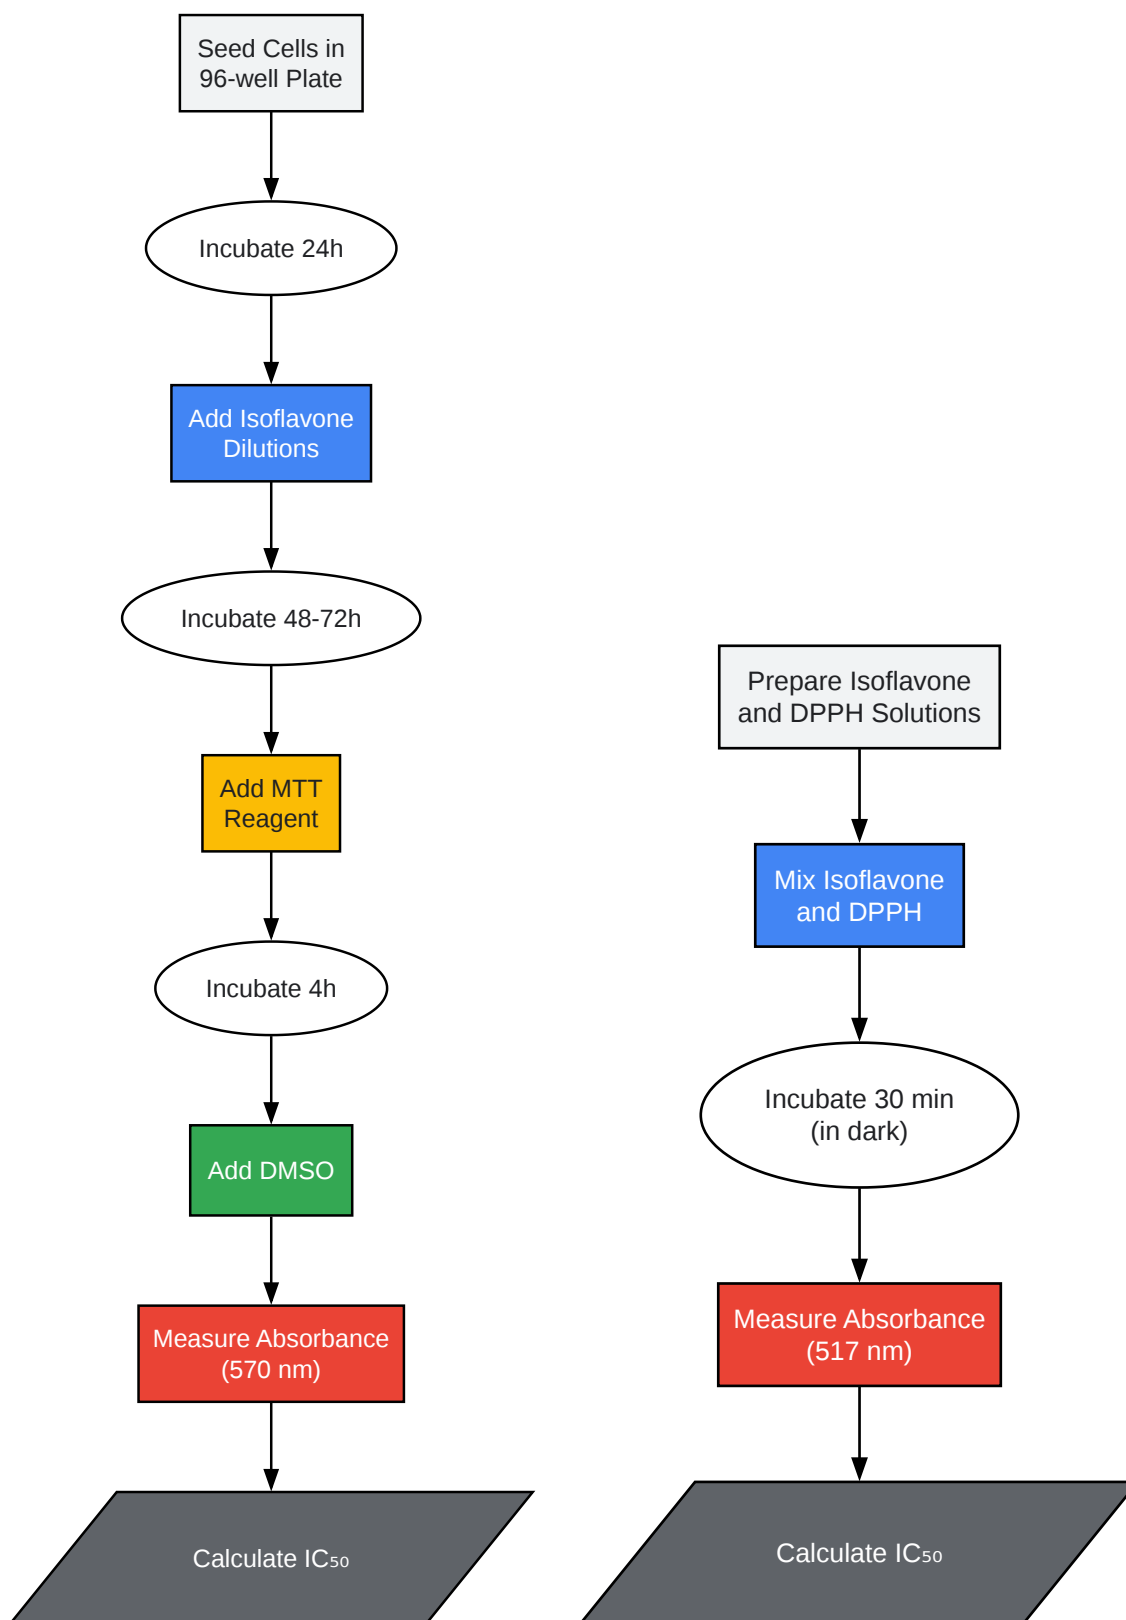 Seed Cells in
96-well Plate
Incubate 24h
Add Isoflavone
Dilutions
Incubate 48-72h
Add MTT
Reagent
Incubate 4h
Add DMSO
Measure Absorbance
(570 nm)
Calculate IC₅₀
Prepare Isoflavone
and DPPH Solutions
Mix Isoflavone
and DPPH
Incubate 30 min
(in dark)
Measure Absorbance
(517 nm)
Calculate IC₅₀